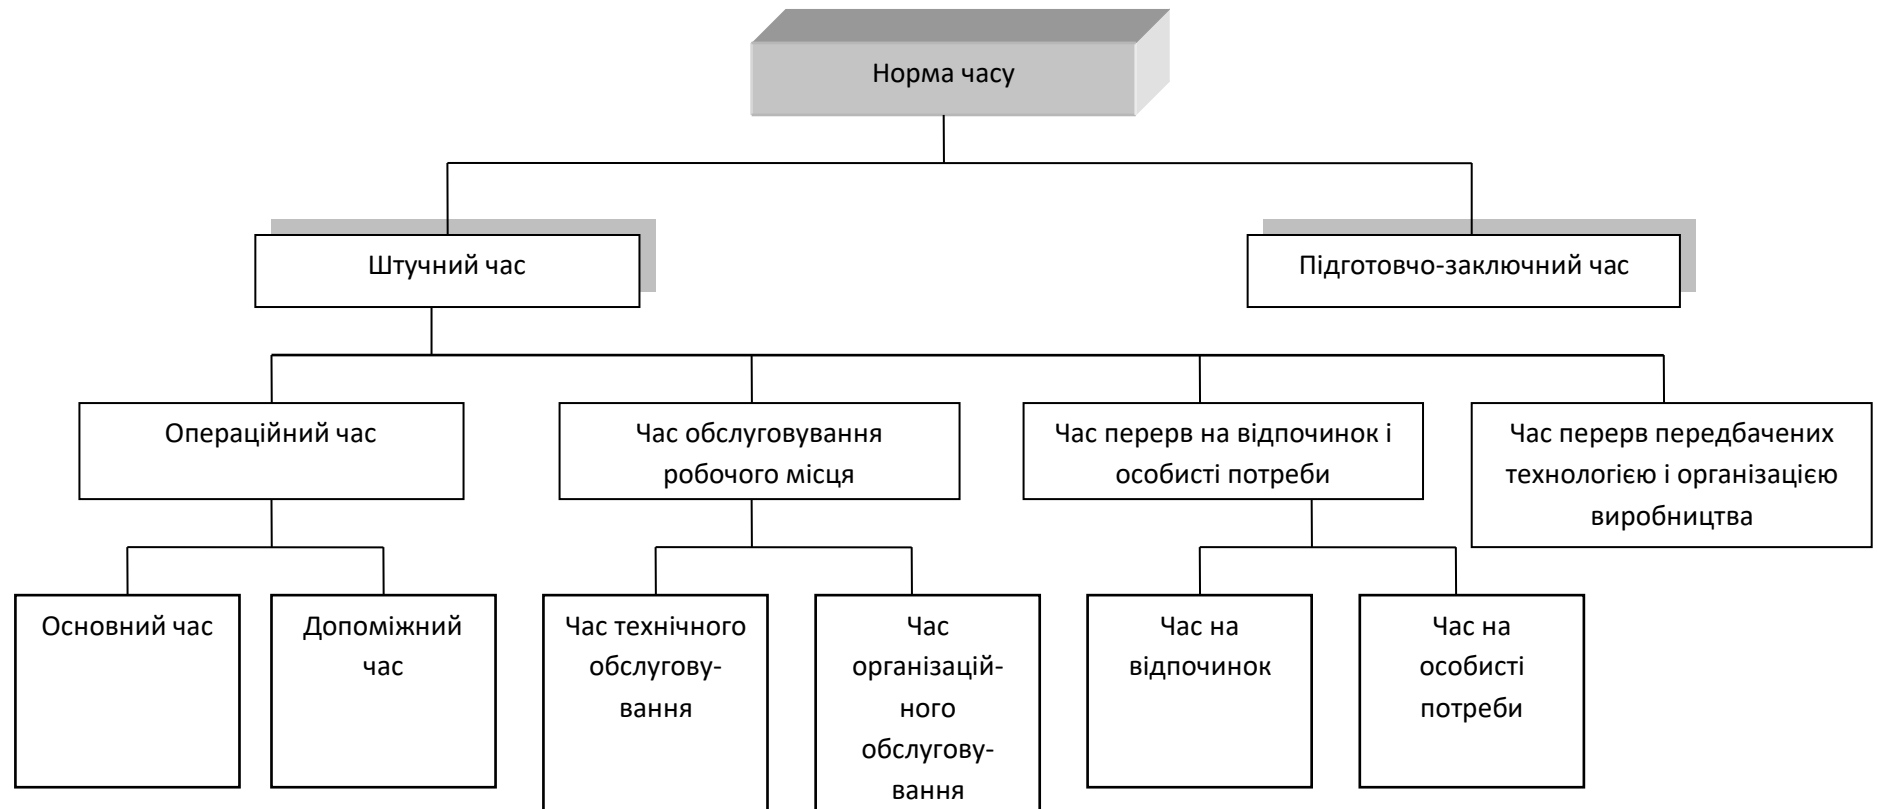 Норма часу
Штучний час
Підготовчо-заключний час
Операційний час
Час обслуговування
робочого місця
Час перерв на відпочинок і
особисті потреби
Час перерв передбачених
технологією і організацією
виробництва
Основний час
Допоміжний
час
Час технічного
обслугову-
вання
Час
організацій-
ного
обслугову-
вання
Час на
відпочинок
Час на
особисті
потреби